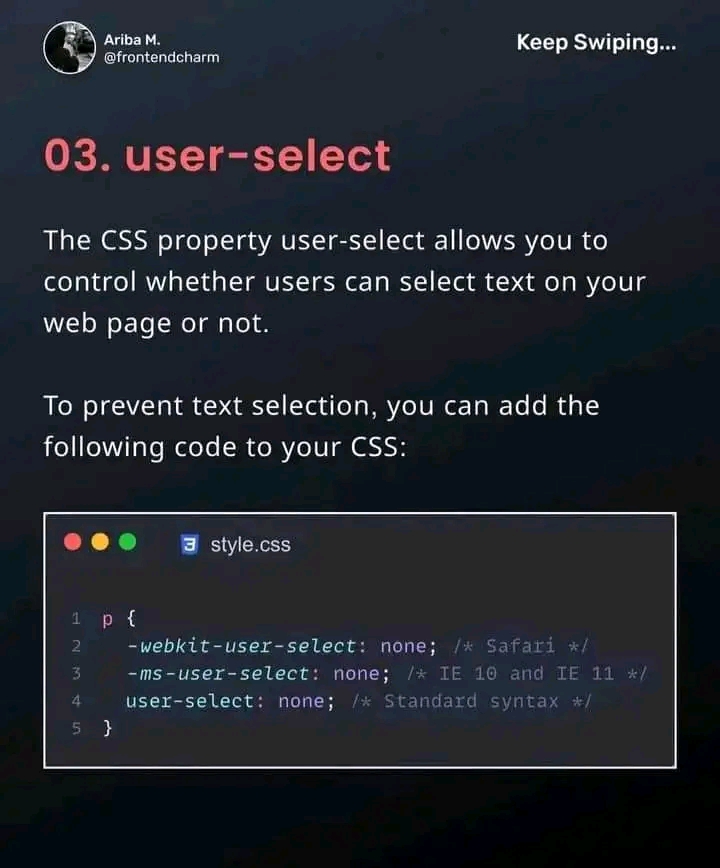 Ariba M.
@frontendcharm
Keep Swiping...
03. user-select
The CSS property user-select allows you to
control whether users can select text on your
web page or not.
To prevent text selection, you can add the
following code to your CSS:
style.css
1 p {
2 -webkit-user-select: none; /* Safari */
3 -ms-user-select: none; /* IE 10 and IE 11 */
4 user-select: none; /* Standard syntax */
5 }